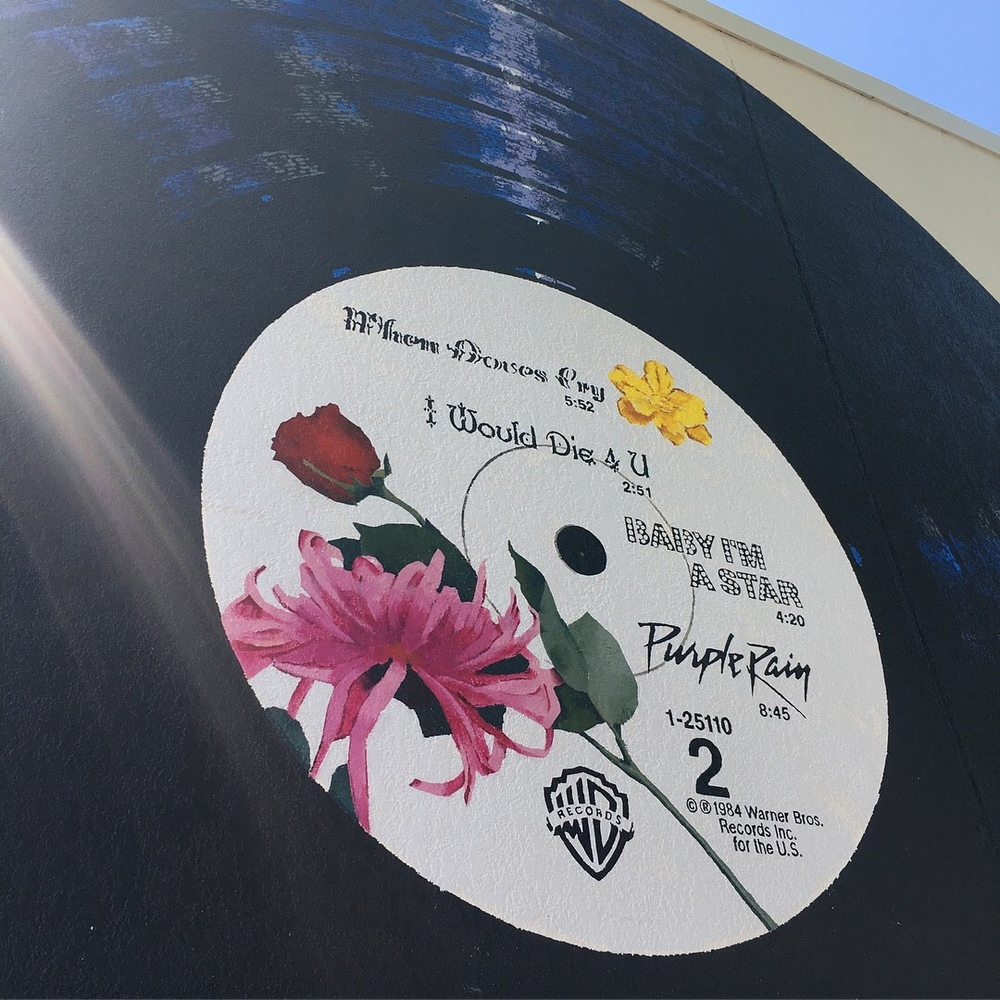 When Doves Cry
5:52
I Would Die 4 U
2:51
BABY I'M
A STAR
4:20
Purple Rain
8:45
1-25110
2
©®1984 Warner Bros.
Records Inc.
for the U.S.
W
RECORDS